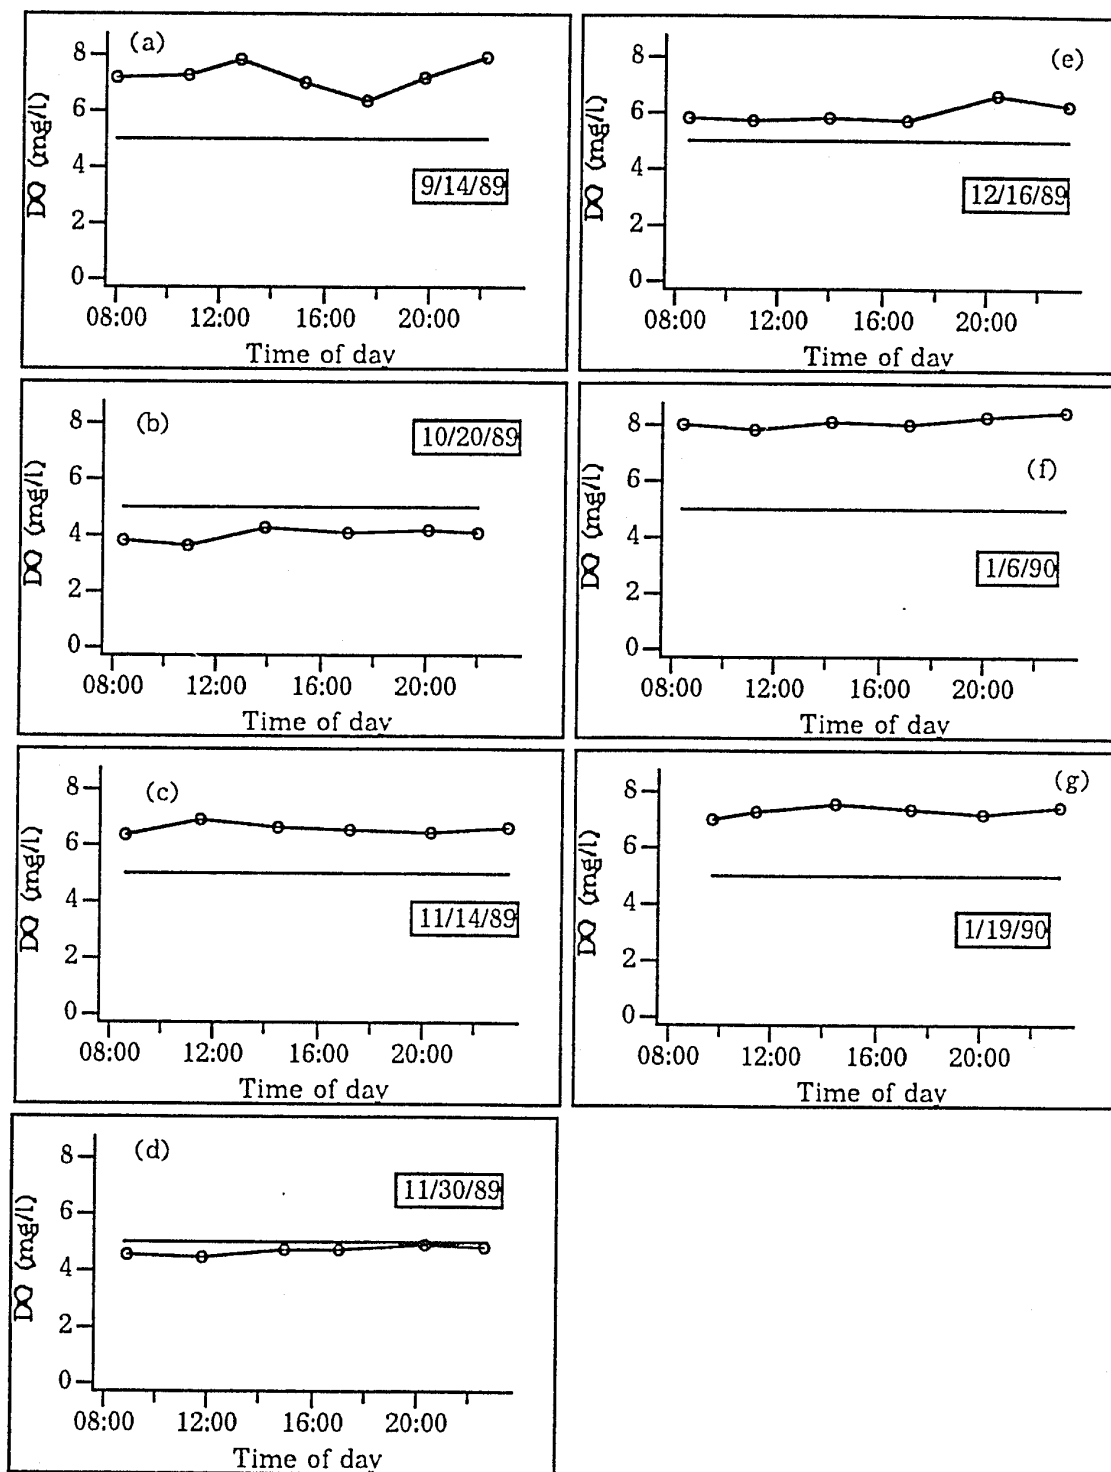 (a)
DO (mg/l)
8
6
4
2
0
9/14/89
08:00 12:00 16:00 20:00
Time of day
(b)
DO (mg/l)
8
6
4
2
0
10/20/89
08:00 12:00 16:00 20:00
Time of day
(c)
DO (mg/l)
8
6
4
2
0
11/14/89
08:00 12:00 16:00 20:00
Time of day
(d)
DO (mg/l)
8
6
4
2
0
11/30/89
08:00 12:00 16:00 20:00
Time of day
(e)
DO (mg/l)
8
6
4
2
0
12/16/89
08:00 12:00 16:00 20:00
Time of day
(f)
DO (mg/l)
8
6
4
2
0
1/6/90
08:00 12:00 16:00 20:00
Time of day
(g)
DO (mg/l)
8
6
4
2
0
1/19/90
08:00 12:00 16:00 20:00
Time of day